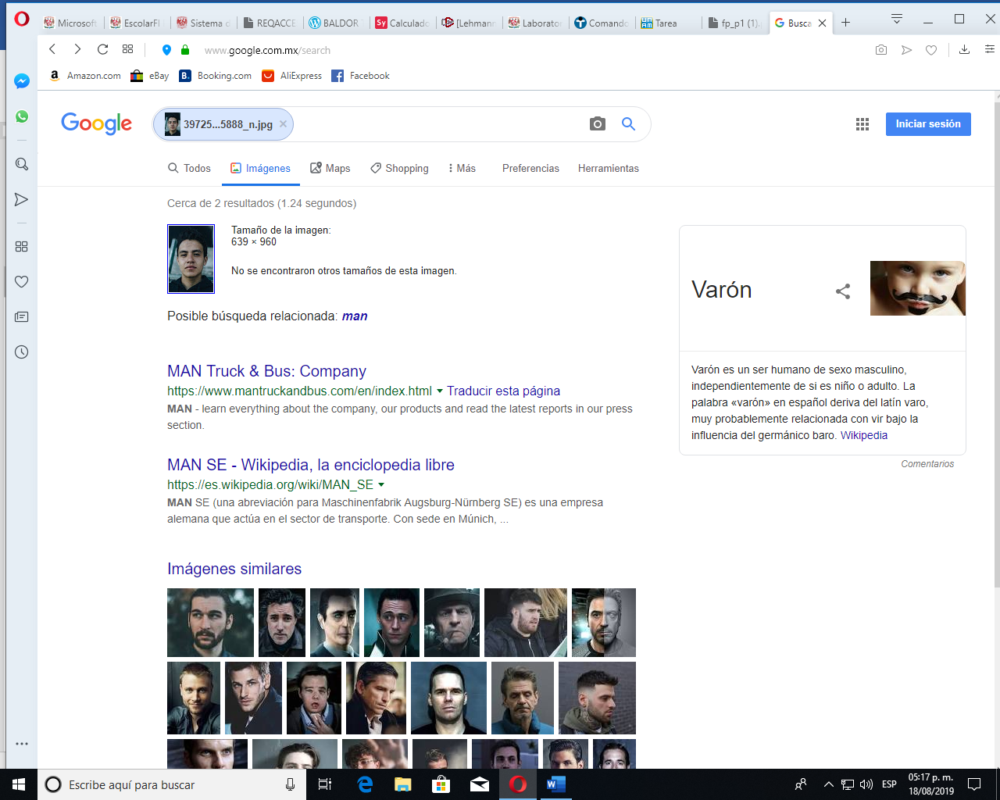 Microsoft
EscolarFI
Sistema d
REQACCE
BALDOR
Calculado
[Lehmann
Laborator
Comando
Tarea
fp_p1 (1).
Busca
www.google.com.mx/search
Amazon.com
eBay
Booking.com
AliExpress
Facebook
Google
39725...5888_n.jpg
Iniciar sesión
Todos
Imágenes
Maps
Shopping
Más
Preferencias
Herramientas
Cerca de 2 resultados (1.24 segundos)
Tamaño de la imagen:
639 × 960
No se encontraron otros tamaños de esta imagen.
Posible búsqueda relacionada: man
MAN Truck & Bus: Company
https://www.mantruckandbus.com/en/index.html Traducir esta página
MAN - learn everything about the company, our products and read the latest reports in our press
section.
MAN SE - Wikipedia, la enciclopedia libre
https://es.wikipedia.org/wiki/MAN_SE
MAN SE (una abreviación para Maschinenfabrik Augsburg-Nürnberg SE) es una empresa
alemana que actúa en el sector de transporte. Con sede en Múnich, ...
Imágenes similares
Varón
Varón es un ser humano de sexo masculino,
independientemente de si es niño o adulto. La
palabra «varón» en español deriva del latín varo,
muy probablemente relacionada con vir bajo la
influencia del germánico baro. Wikipedia
Comentarios
Escribe aquí para buscar
ESP
05:17 p. m.
18/08/2019